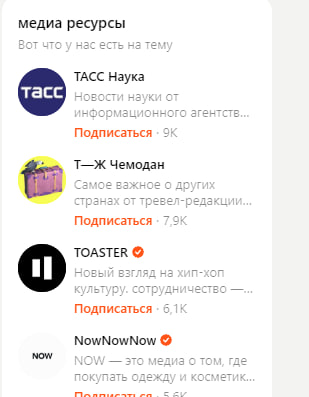 медиа ресурсы
Вот что у нас есть на тему
ТАСС
ТАСС Наука
Новости науки от
информационного агентств...
Подписаться · 9K
Т—Ж Чемодан
Самое важное о других
странах от тревел-редакции...
Подписаться · 7,9K
TOASTER
Новый взгляд на хип-хоп
культуру. сотрудничество —...
Подписаться · 6,1K
NOW
NowNowNow
NOW — это медиа о том, где
покупать одежду и косметик...
Подписаться · 5,6K